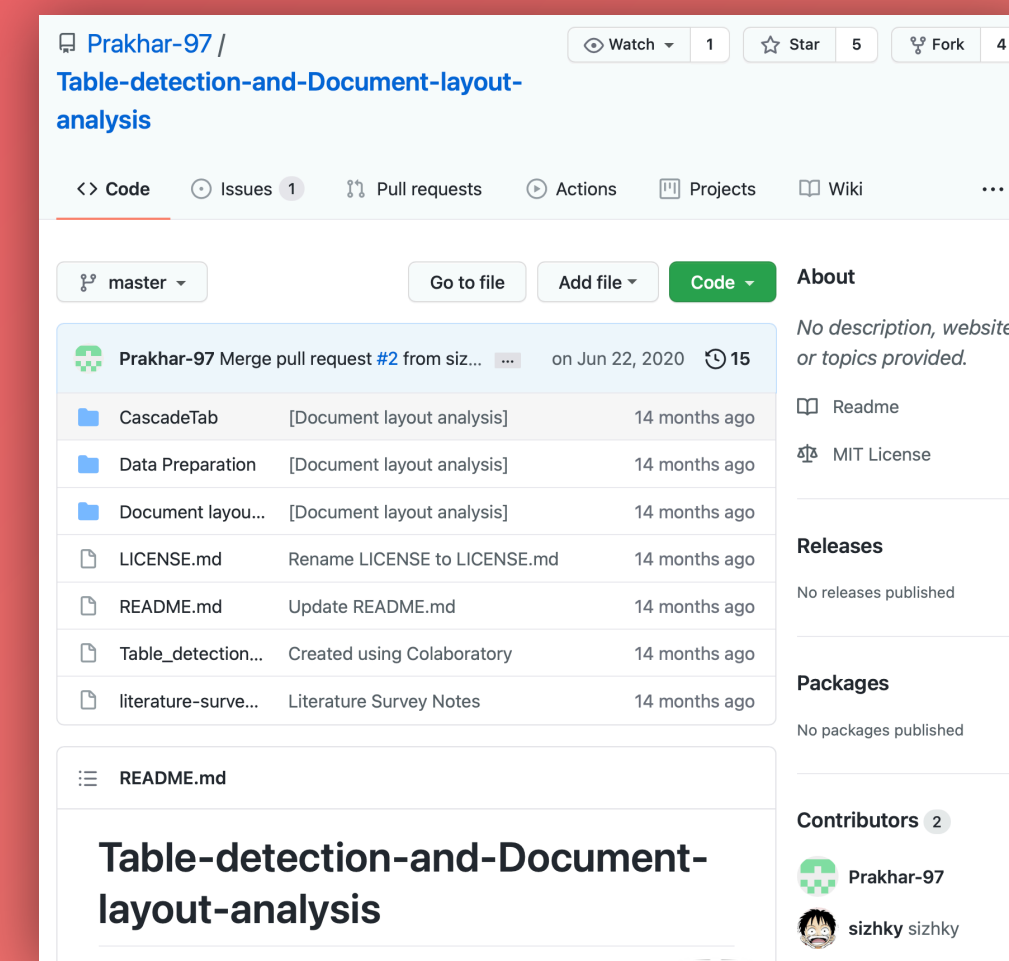 Prakhar-97 /
Table-detection-and-Document-layout-
analysis
Watch 1 Star 5 Fork 4
Code Issues 1 Pull requests Actions Projects Wiki ...
master Go to file Add file Code
Prakhar-97 Merge pull request #2 from siz... ... on Jun 22, 2020 15
CascadeTab [Document layout analysis] 14 months ago
Data Preparation [Document layout analysis] 14 months ago
Document layou... [Document layout analysis] 14 months ago
LICENSE.md Rename LICENSE to LICENSE.md 14 months ago
README.md Update README.md 14 months ago
Table_detection... Created using Colaboratory 14 months ago
literature-surve... Literature Survey Notes 14 months ago
README.md
Table-detection-and-Document-
layout-analysis
About
No description, website
or topics provided.
Readme
MIT License
Releases
No releases published
Packages
No packages published
Contributors 2
Prakhar-97
sizhky sizhky